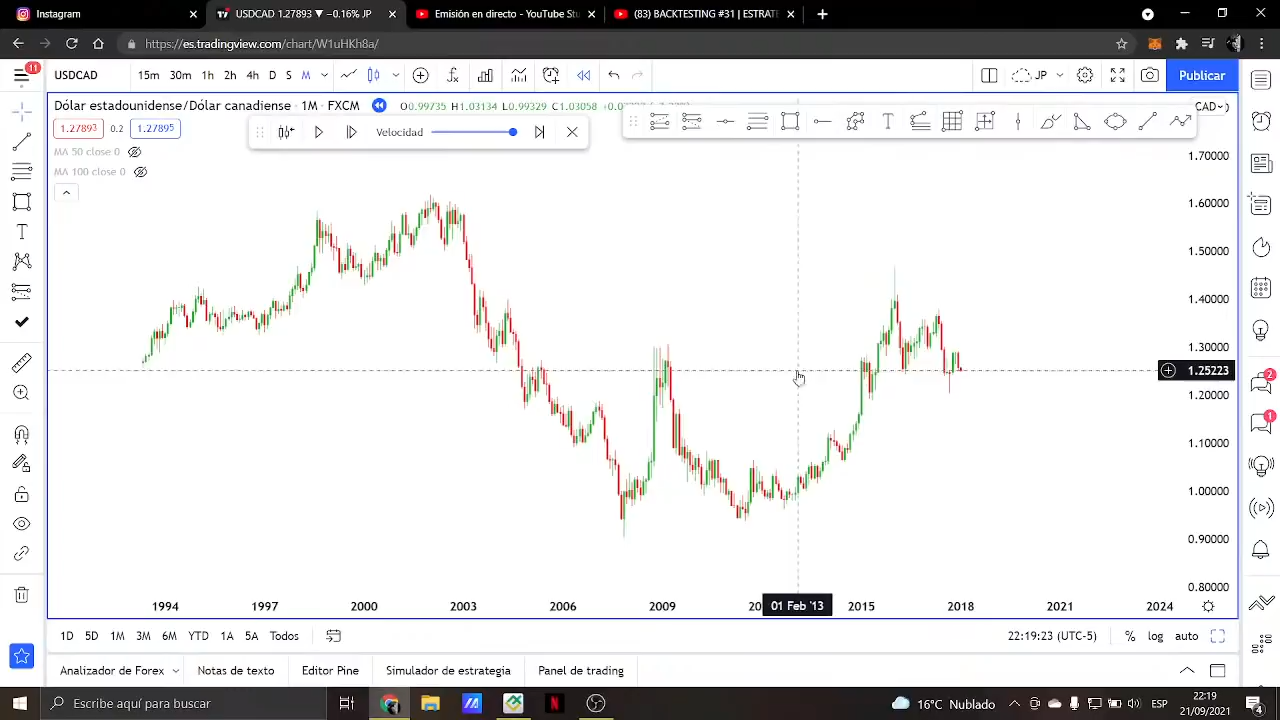 Instagram
USDCAD 1.27893 ▼ −0.16% JP
Emisión en directo - YouTube Stu
(83) BACKTESTING #31 | ESTRATE
https://es.tradingview.com/chart/W1uHKh8a/
11
USDCAD
15m 30m 1h 2h 4h D S M
JP
Publicar
Dólar estadounidense/Dólar canadiense · 1M · FXCM
O0.99735 H1.03134 L0.99329 C1.03058
CAD
1.27893
0.2
1.27895
Velocidad
MA 50 close 0
MA 100 close 0
1.70000
1.60000
1.50000
1.40000
1.30000
1.25223
1.20000
1.10000
1.00000
0.90000
0.80000
2
1
1994 1997 2000 2003 2006 2009
01 Feb '13
2015 2018 2021 2024
1D 5D 1M 3M 6M YTD 1A 5A Todos
22:19:23 (UTC-5)
% log auto
Analizador de Forex
Notas de texto
Editor Pine
Simulador de estrategia
Panel de trading
Escribe aquí para buscar
16°C Nublado
ESP
22:19
21/09/2021